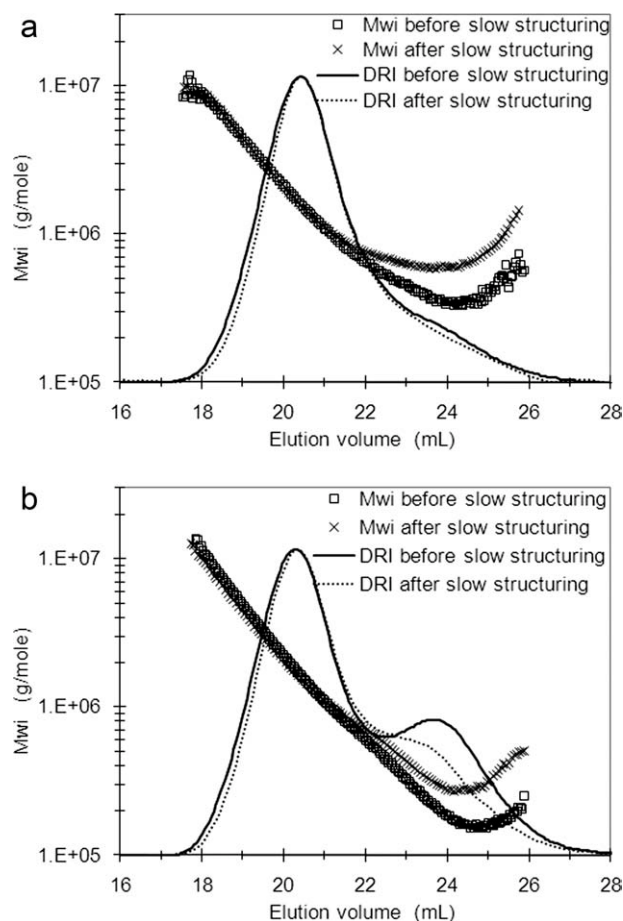 a
Mwi before slow structuring
Mwi after slow structuring
DRI before slow structuring
DRI after slow structuring
1.E+07
1.E+06
1.E+05
Mwi (g/mole)
16 18 20 22 24 26 28
Elution volume (mL)
b
Mwi before slow structuring
Mwi after slow structuring
DRI before slow structuring
DRI after slow structuring
1.E+07
1.E+06
1.E+05
Mwi (g/mole)
16 18 20 22 24 26 28
Elution volume (mL)